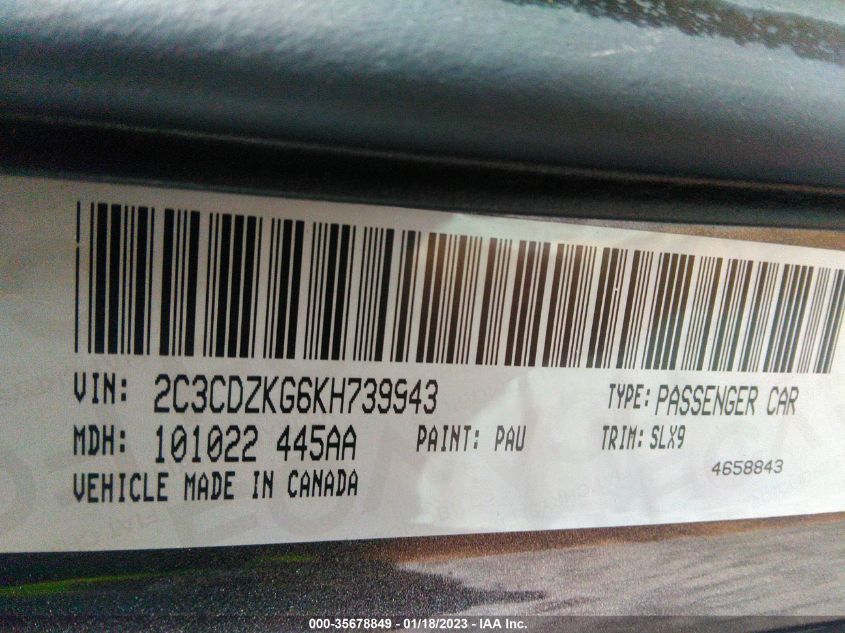 VIN: 2C3CDZKG6KH739943 TYPE: PASSENGER CAR
MDH: 101022 445AA PAINT: PAU TRIM: SLX9
4658843
VEHICLE MADE IN CANADA
000-35678849 / 01/18/2023 - IAA Inc.